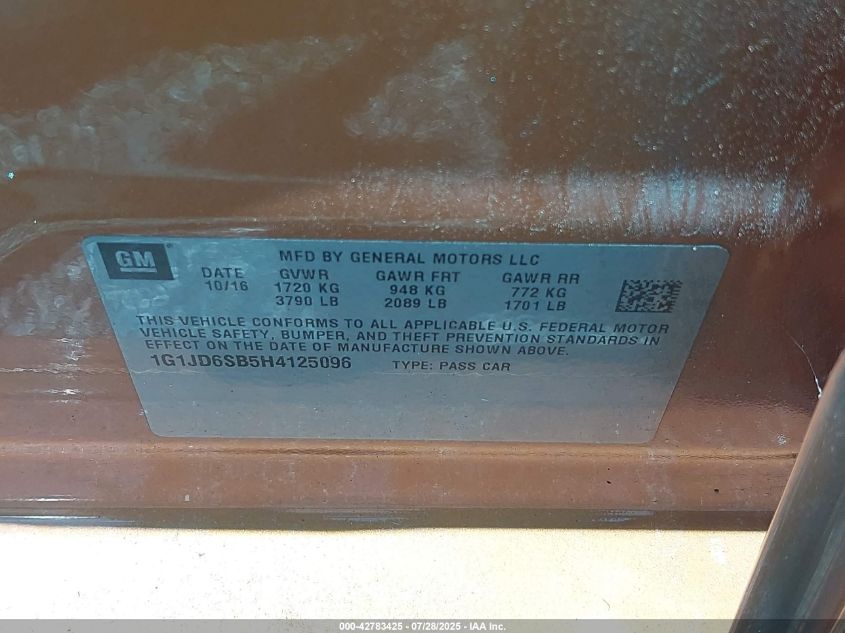 GM
MFD BY GENERAL MOTORS LLC
DATE GVWR GAWR FRT GAWR RR
10/16 1720 KG 948 KG 772 KG
3790 LB 2089 LB 1701 LB
THIS VEHICLE CONFORMS TO ALL APPLICABLE U.S. FEDERAL MOTOR
VEHICLE SAFETY, BUMPER, AND THEFT PREVENTION STANDARDS IN
EFFECT ON THE DATE OF MANUFACTURE SHOWN ABOVE.
1G1JD6SB5H4125096 TYPE: PASS CAR
000-42783425 - 07/28/2025 - IAA Inc.